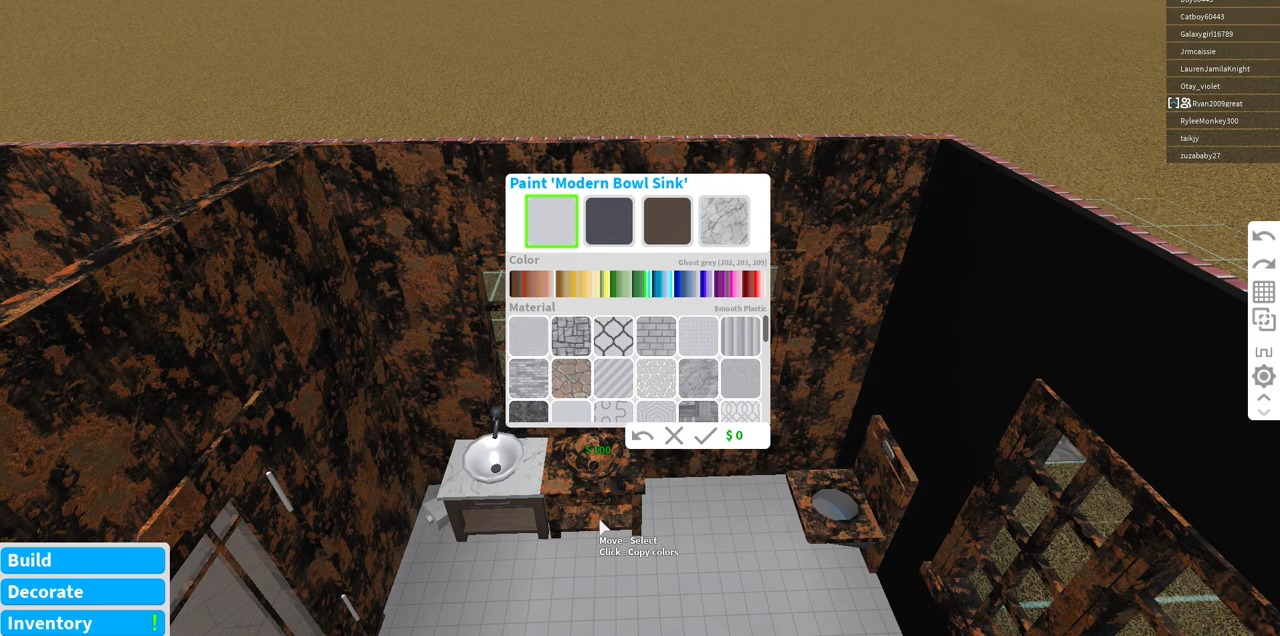 Catboy60443
Galaxygirl16789
Jrmcaissie
LaurenJamilaKnight
Otay_violet
Ryan2009great
RyleeMonkey300
taikjy
zuzababy27
Paint 'Modern Bowl Sink'
Color
Ghost grey (202, 203, 209)
Material
Smooth Plastic
$ 0
$100
Move - Select
Click - Copy colors
Build
Decorate
Inventory !